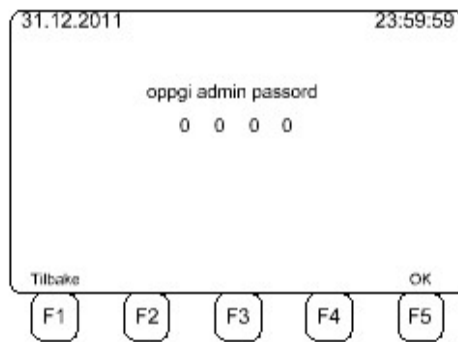 31.12.2011 23:59:59
oppgi admin passord
0 0 0 0
Tilbake OK
F1 F2 F3 F4 F5